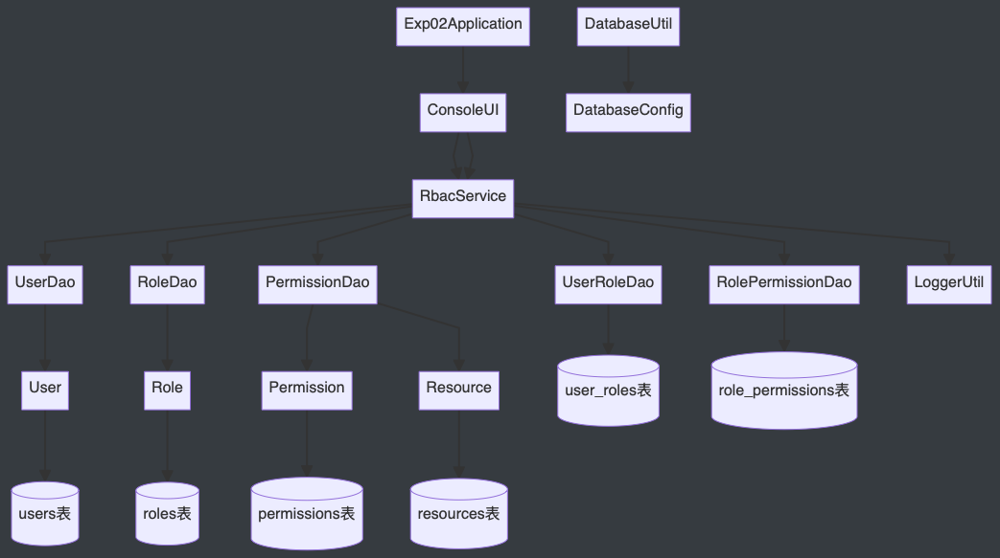 Exp02Application
DatabaseUtil
ConsoleUI
DatabaseConfig
RbacService
UserDao
RoleDao
PermissionDao
UserRoleDao
RolePermissionDao
LoggerUtil
User
Role
Permission
Resource
user_roles表
role_permissions表
users表
roles表
permissions表
resources表